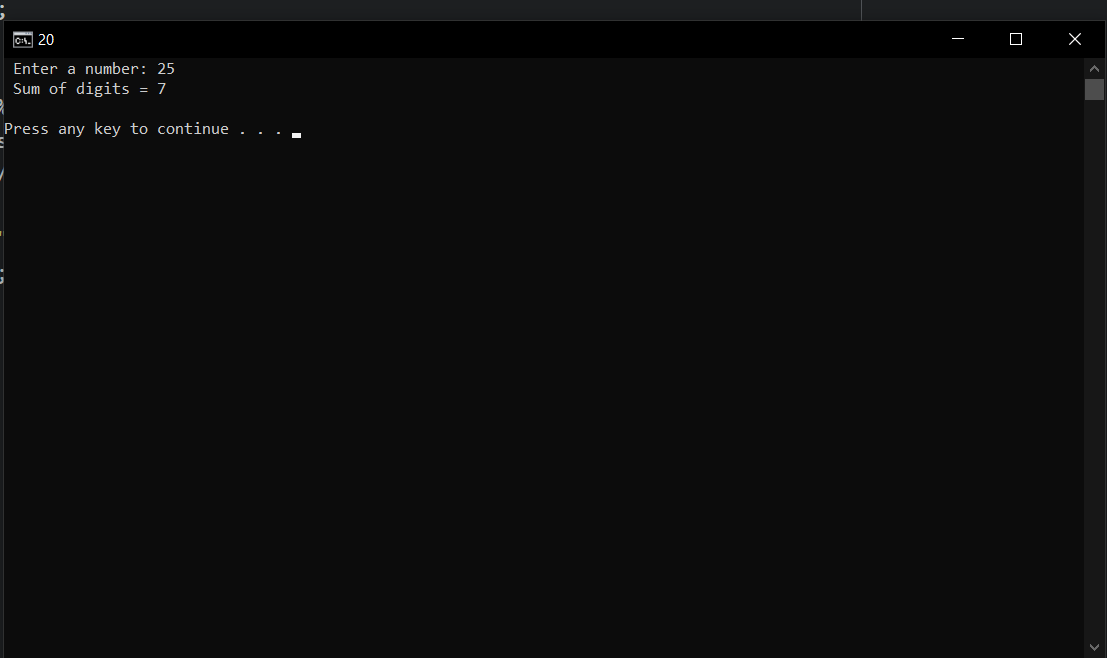 20
Enter a number: 25
Sum of digits = 7
Press any key to continue . . .